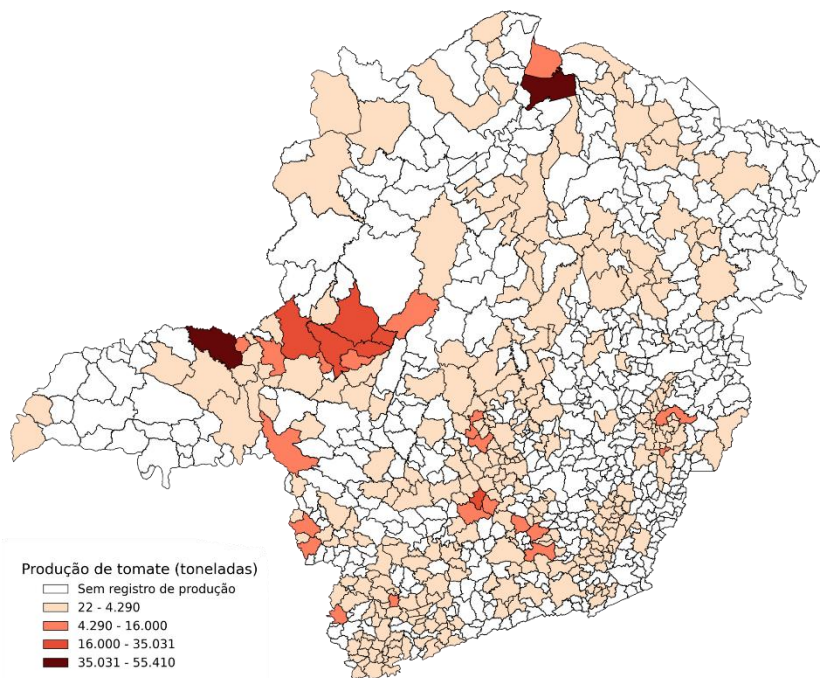 Produção de tomate (toneladas)
Sem registro de produção
22 - 4.290
4.290 - 16.000
16.000 - 35.031
35.031 - 55.410